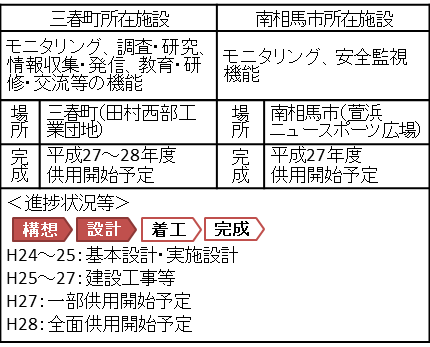 三春町所在施設
南相馬市所在施設
モニタリング、調査・研究、
情報収集・発信、教育・研
修・交流等の機能
モニタリング、安全監視
機能
場所
三春町(田村西部工
業団地)
場所
南相馬市(萱浜
ニュースポーツ広場)
完成
平成27～28年度
供用開始予定
完成
平成27年度
供用開始予定
＜進捗状況等＞
構想 設計 着工 完成
H24～25：基本設計・実施設計
H25～27：建設工事等
H27：一部供用開始予定
H28：全面供用開始予定